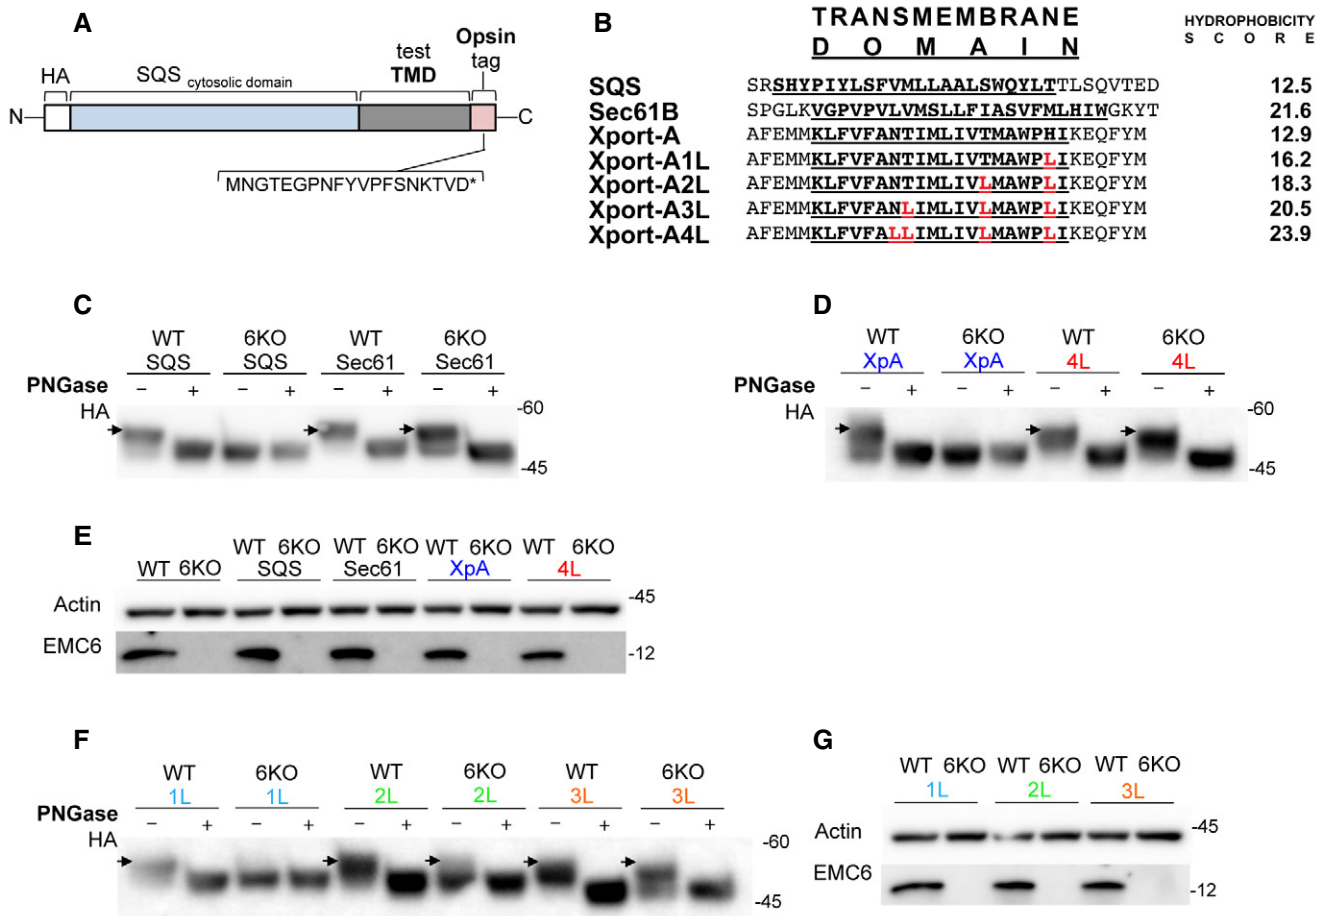 A
HA
SQS cytosolic domain
test
TMD
Opsin
tag
N
C
MNGTEGPNFYVPFSNKTVD*
B
TRANSMEMBRANE
DOMAIN
HYDROPHOBICITY
SCORE
SQS SRSHYPIYLSFVMLLAALSWQYLTTLSQVTED 12.5
Sec61B SPGLKVGPVPVLVMSLLFIASVFMLHIWGKYT 21.6
Xport-A AFEMMKLFVFANTIMLIVTMAWPHIKEQFYM 12.9
Xport-A1L AFEMMKLFVFANTIMLIVTMAWPLIKEQFYM 16.2
Xport-A2L AFEMMKLFVFANTIMLIVLMAWPLIKEQFYM 18.3
Xport-A3L AFEMMKLFVFANLIMLIVLMAWPLIKEQFYM 20.5
Xport-A4L AFEMMKLFVFALLIMLIVLMAWPLIKEQFYM 23.9
C
WT 6KO WT 6KO
SQS SQS Sec61 Sec61
PNGase − + − + − + − +
HA
-60
-45
D
WT 6KO WT 6KO
XpA XpA 4L 4L
PNGase − + − + − + − +
HA
-60
-45
E
WT 6KO WT 6KO WT 6KO WT 6KO WT 6KO
SQS Sec61 XpA 4L
Actin -45
EMC6 -12
F
WT 6KO WT 6KO WT 6KO
1L 1L 2L 2L 3L 3L
PNGase − + − + − + − + − + − +
HA
-60
-45
G
WT 6KO WT 6KO WT 6KO
1L 2L 3L
Actin -45
EMC6 -12